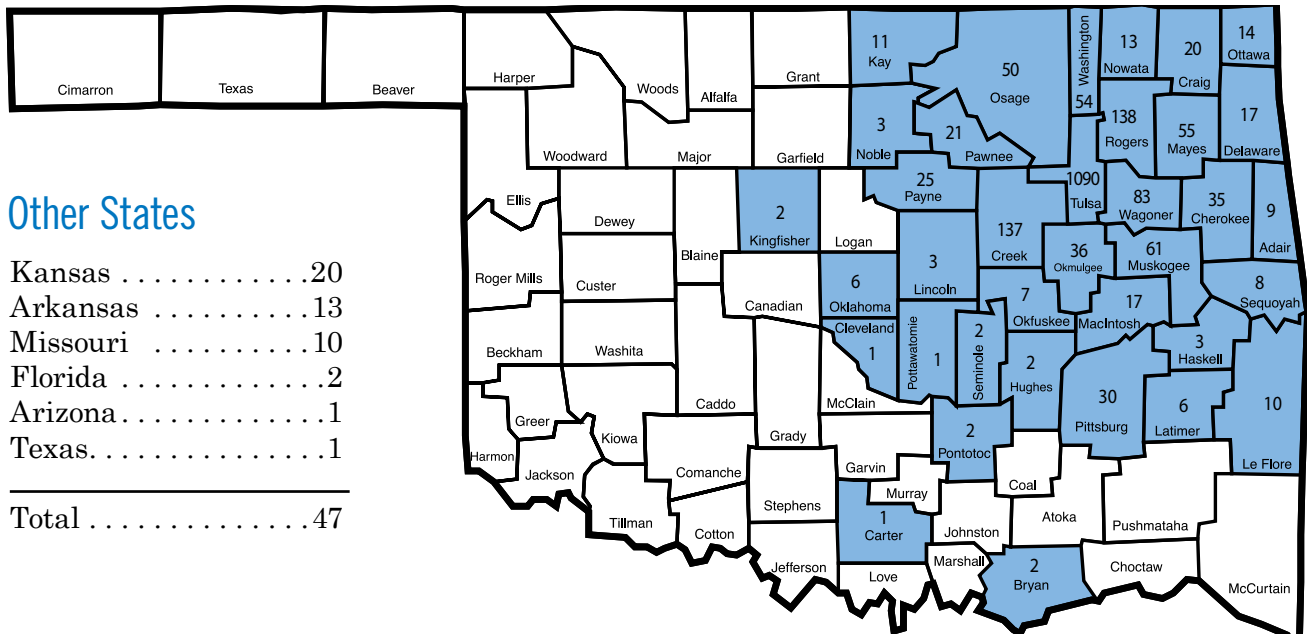 Other States
Kansas . . . . . . . . . . . . .20
Arkansas . . . . . . . . . .13
Missouri . . . . . . . . . .10
Florida . . . . . . . . . . . . .2
Arizona . . . . . . . . . . . . .1
Texas. . . . . . . . . . . . . . .1
Total . . . . . . . . . . . . . . .47
Cimarron
Texas
Beaver
Harper
Woods
Alfalfa
Grant
11
Kay
50
Osage
Washington
54
13
Nowata
20
Craig
14
Ottawa
Woodward
Major
Garfield
3
Noble
21
Pawnee
138
Rogers
55
Mayes
17
Delaware
Ellis
Dewey
Blaine
2
Kingfisher
Logan
25
Payne
137
Creek
1090
Tulsa
83
Wagoner
35
Cherokee
9
Adair
Roger Mills
Custer
Canadian
6
Oklahoma
3
Lincoln
36
Okmulgee
61
Muskogee
8
Sequoyah
Beckham
Washita
Caddo
Grady
Cleveland
1
Pottawatomie
1
Seminole
2
7
Okfuskee
17
MacIntosh
3
Haskell
2
Hughes
30
Pittsburg
6
Latimer
10
Le Flore
Harmon
Greer
Jackson
Kiowa
Comanche
McClain
Garvin
2
Pontotoc
Coal
Tillman
Cotton
Stephens
Murray
1
Carter
Johnston
Atoka
Pushmataha
Jefferson
Love
Marshall
2
Bryan
Choctaw
McCurtain